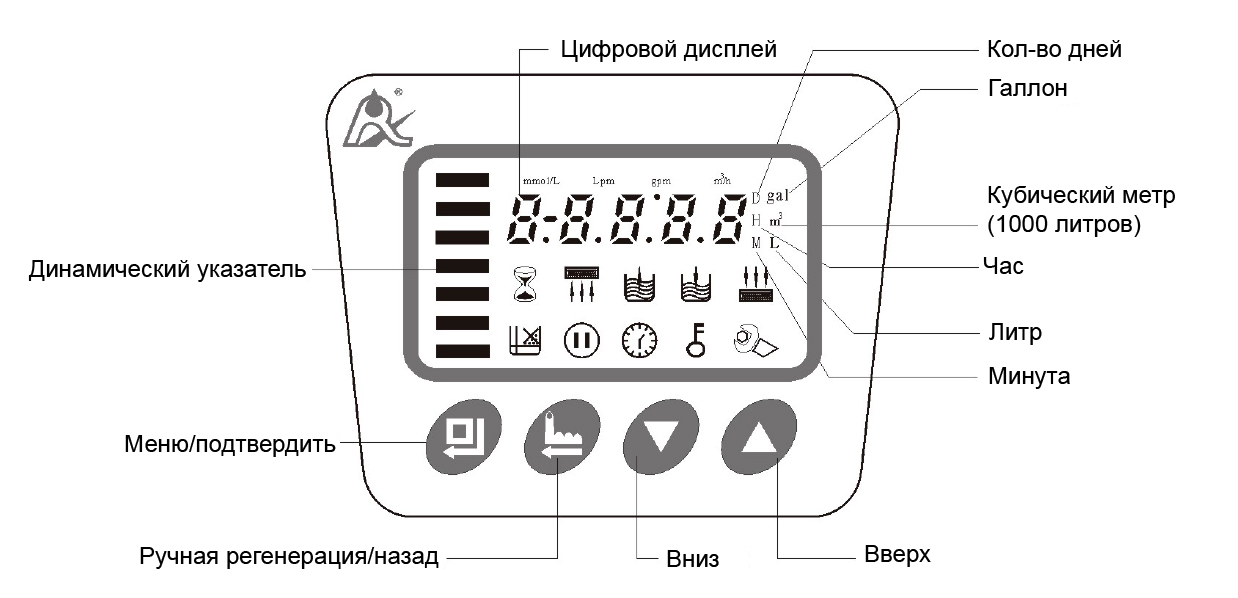 Цифровой дисплей
Кол-во дней
Галлон
®
mmol/L Lpm gpm m³/h
D gal
8-8.8.8.8
Кубический метр
(1000 литров)
H m³
M L
Динамический указатель
Час
Литр
Минута
Меню/подтвердить
Ручная регенерация/назад
Вниз
Вверх